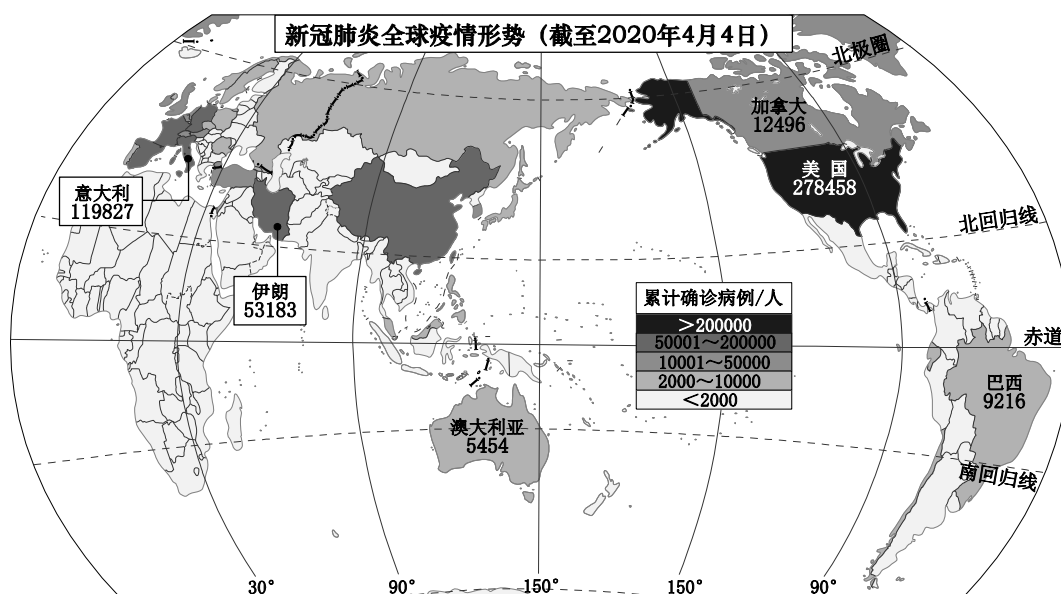 新冠肺炎全球疫情形势（截至2020年4月4日）
北极圈
加拿大
12496
美国
278458
意大利
119827
北回归线
伊朗
53183
累计确诊病例/人
＞200000
50001～200000
10001～50000
2000～10000
＜2000
赤道
巴西
9216
澳大利亚
5454
南回归线
30°
90°
150°
150°
90°